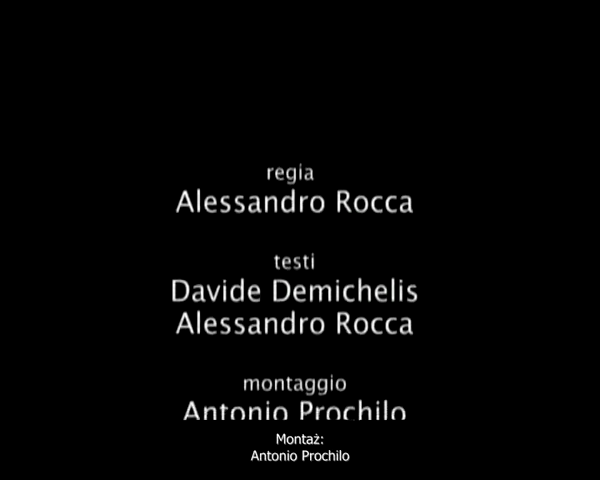 regia
Alessandro Rocca
testi
Davide Demichelis
Alessandro Rocca
montaggio
Antonio Prochilo
Montaż:
Antonio Prochilo